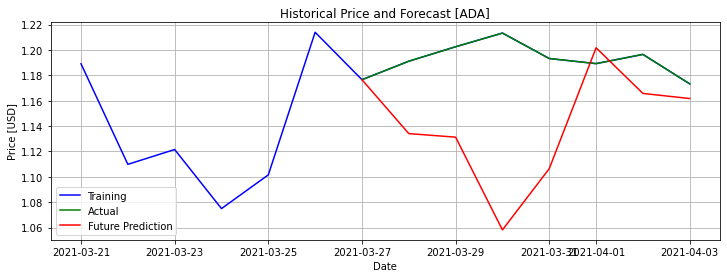 Historical Price and Forecast [ADA]
Price [USD]
1.22
1.20
1.18
1.16
1.14
1.12
1.10
1.08
1.06
Training
Actual
Future Prediction
2021-03-21 2021-03-23 2021-03-25 2021-03-27 2021-03-29 2021-03-31 2021-04-01 2021-04-03
Date